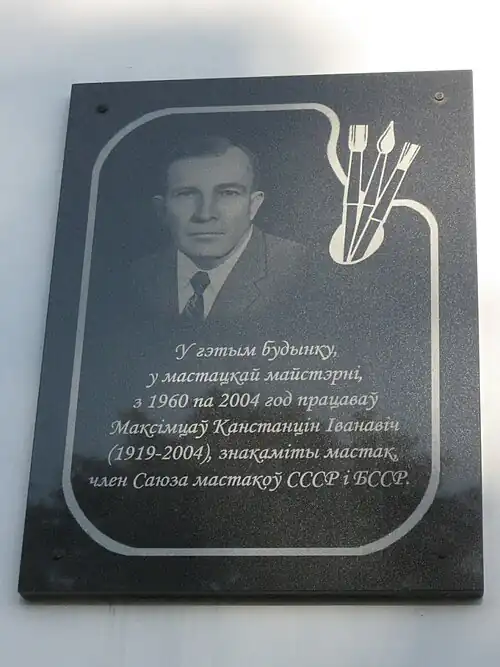 У гэтым будынку,
у мастацкай майстэрні,
з 1960 па 2004 год працаваў
Максімцаў Канстанцін Іванавіч
(1919-2004), знакаміты мастак,
член Саюза мастакоў СССР і БССР.